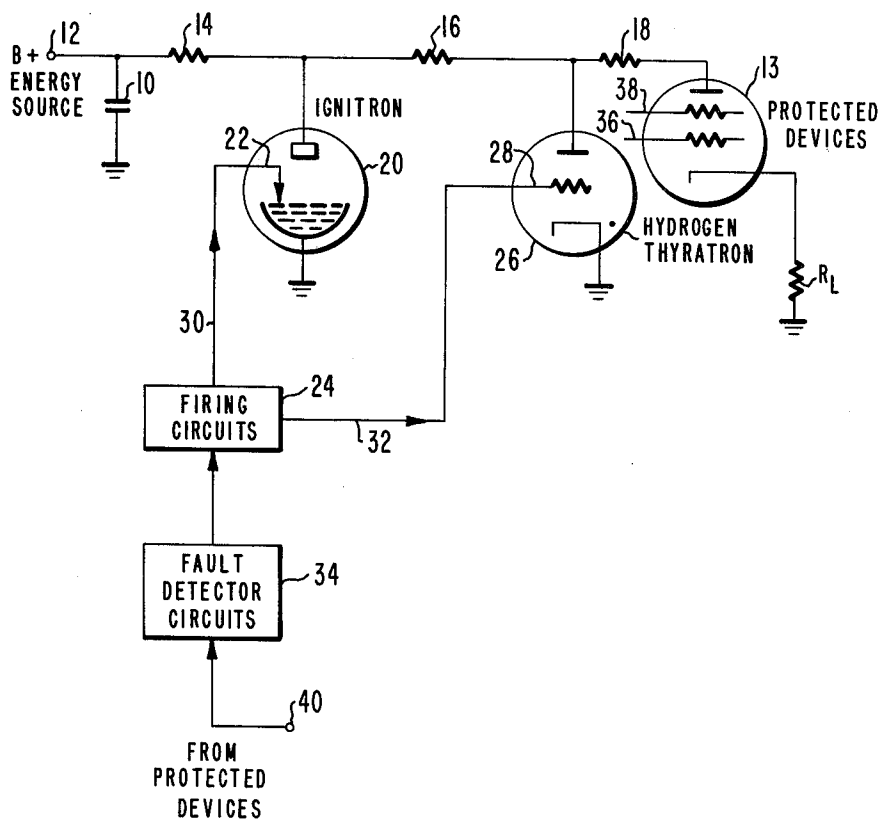 12
14
16
18
B+
ENERGY
SOURCE
10
IGNITRON
13
38
36
PROTECTED
DEVICES
22
20
28
26
HYDROGEN
THYRATRON
RL
30
FIRING
CIRCUITS
24
32
FAULT
DETECTOR
CIRCUITS
34
40
FROM
PROTECTED
DEVICES